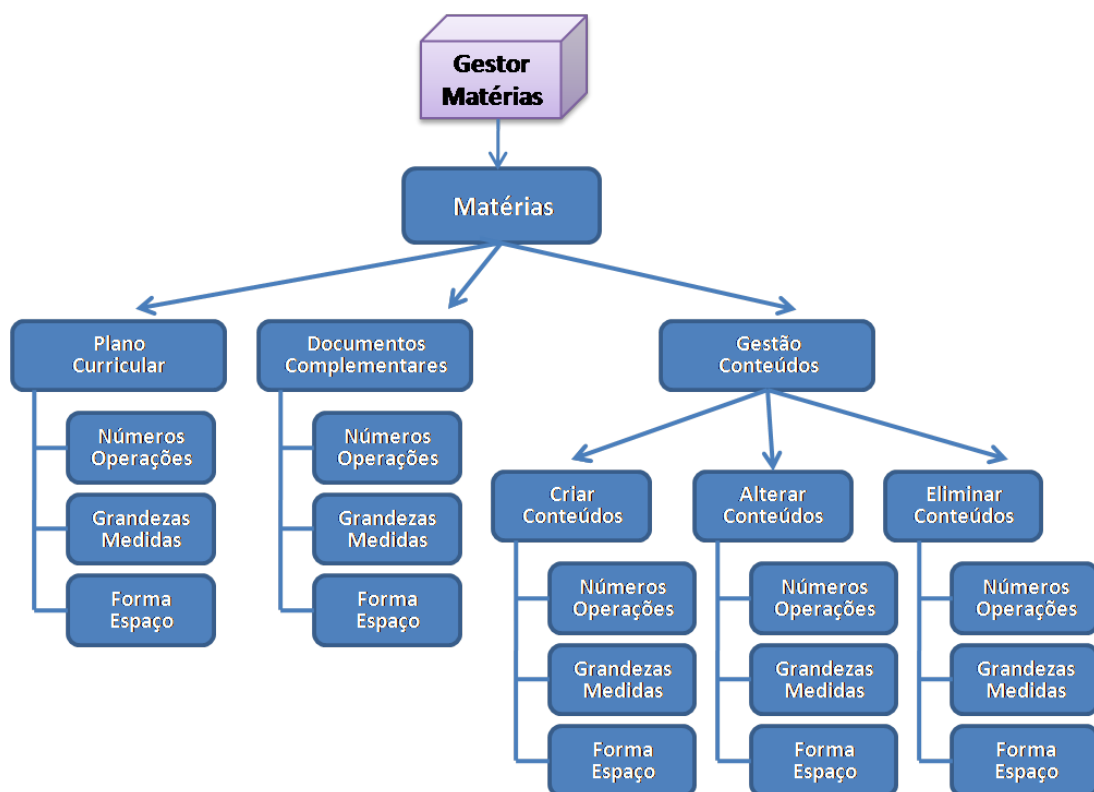 Gestor
Matérias
Matérias
Plano
Curricular
Documentos
Complementares
Gestão
Conteúdos
Números
Operações
Grandezas
Medidas
Forma
Espaço
Números
Operações
Grandezas
Medidas
Forma
Espaço
Criar
Conteúdos
Alterar
Conteúdos
Eliminar
Conteúdos
Números
Operações
Grandezas
Medidas
Forma
Espaço
Números
Operações
Grandezas
Medidas
Forma
Espaço
Números
Operações
Grandezas
Medidas
Forma
Espaço